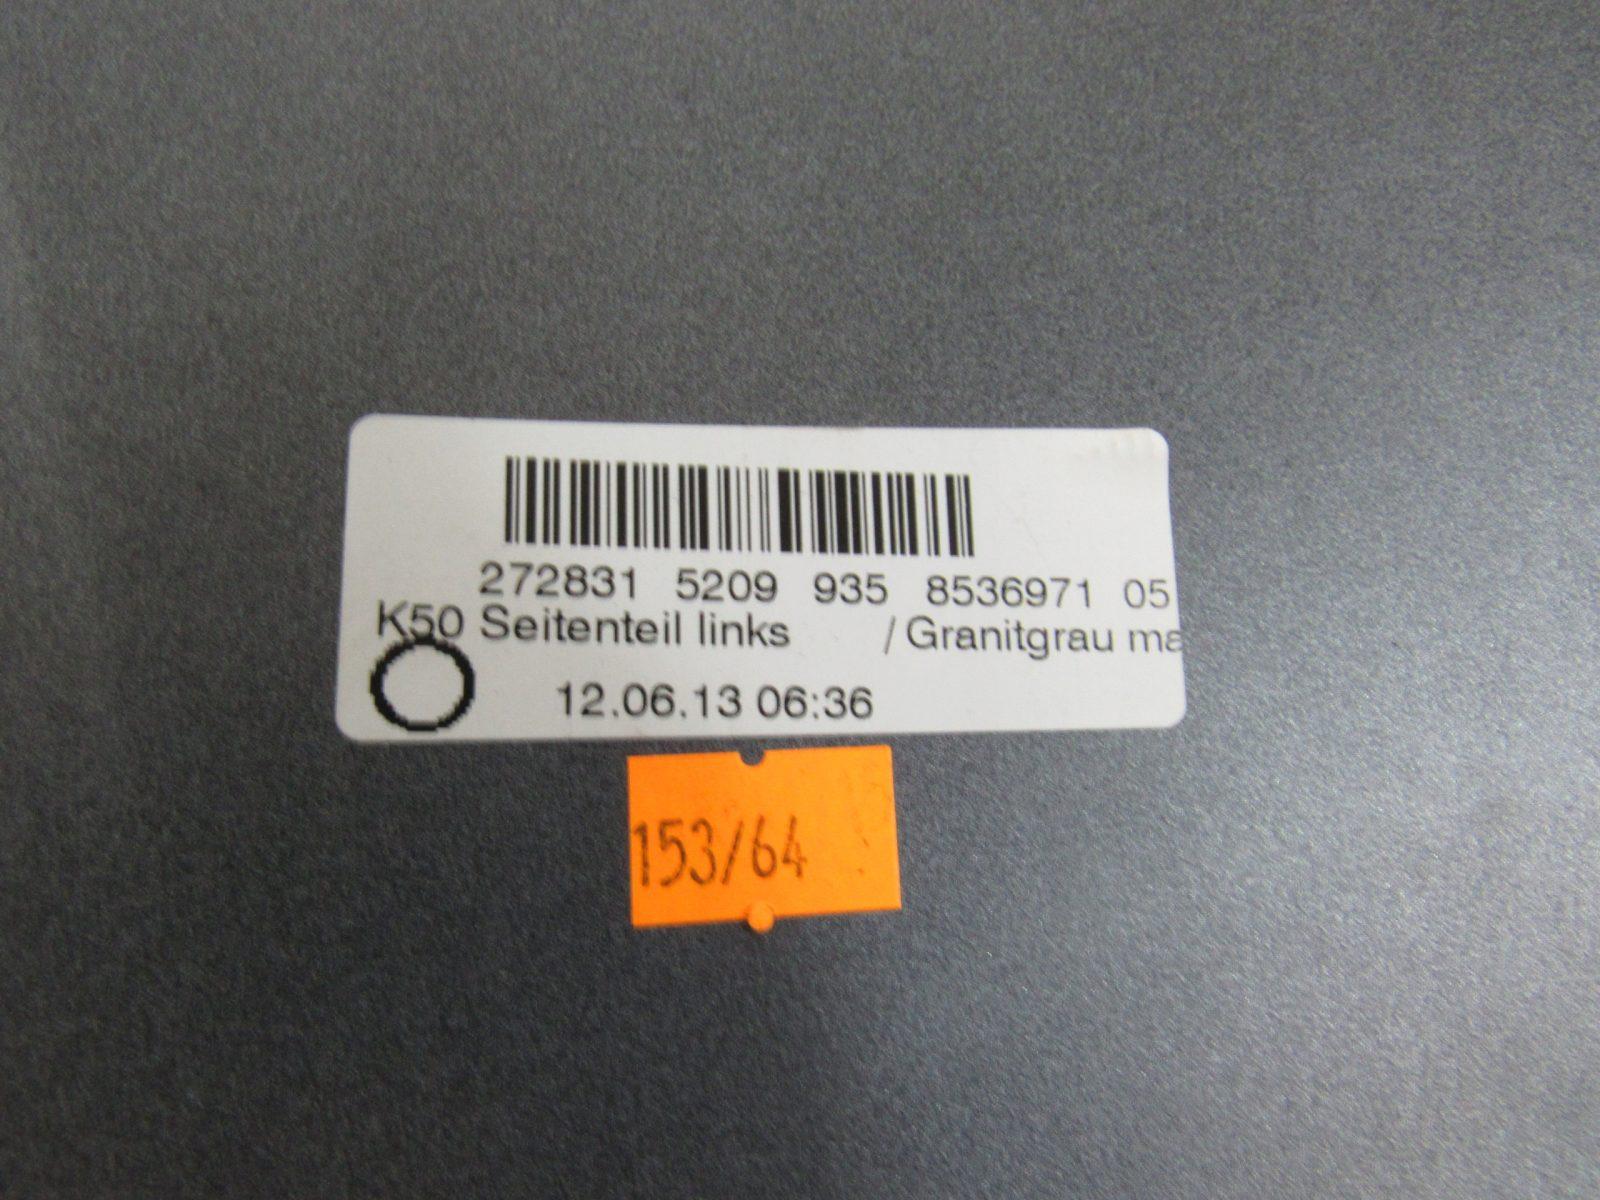 272831 5209 935 8536971 05
K50 Seitenteil links / Granitgrau ma
12.06.13 06:36
153/64